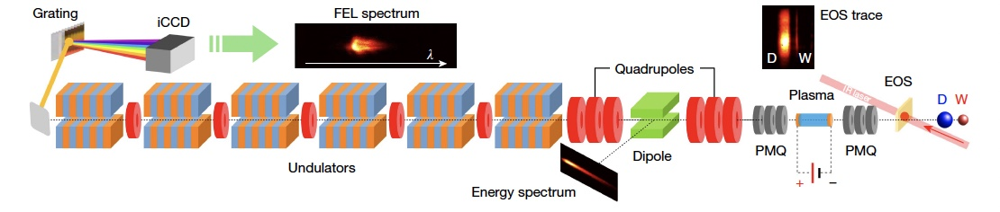 Grating
iCCD
FEL spectrum
λ
Undulators
Energy spectrum
Quadrupoles
Dipole
PMQ
Plasma
+
−
PMQ
EOS trace
D W
IR laser
EOS
D W